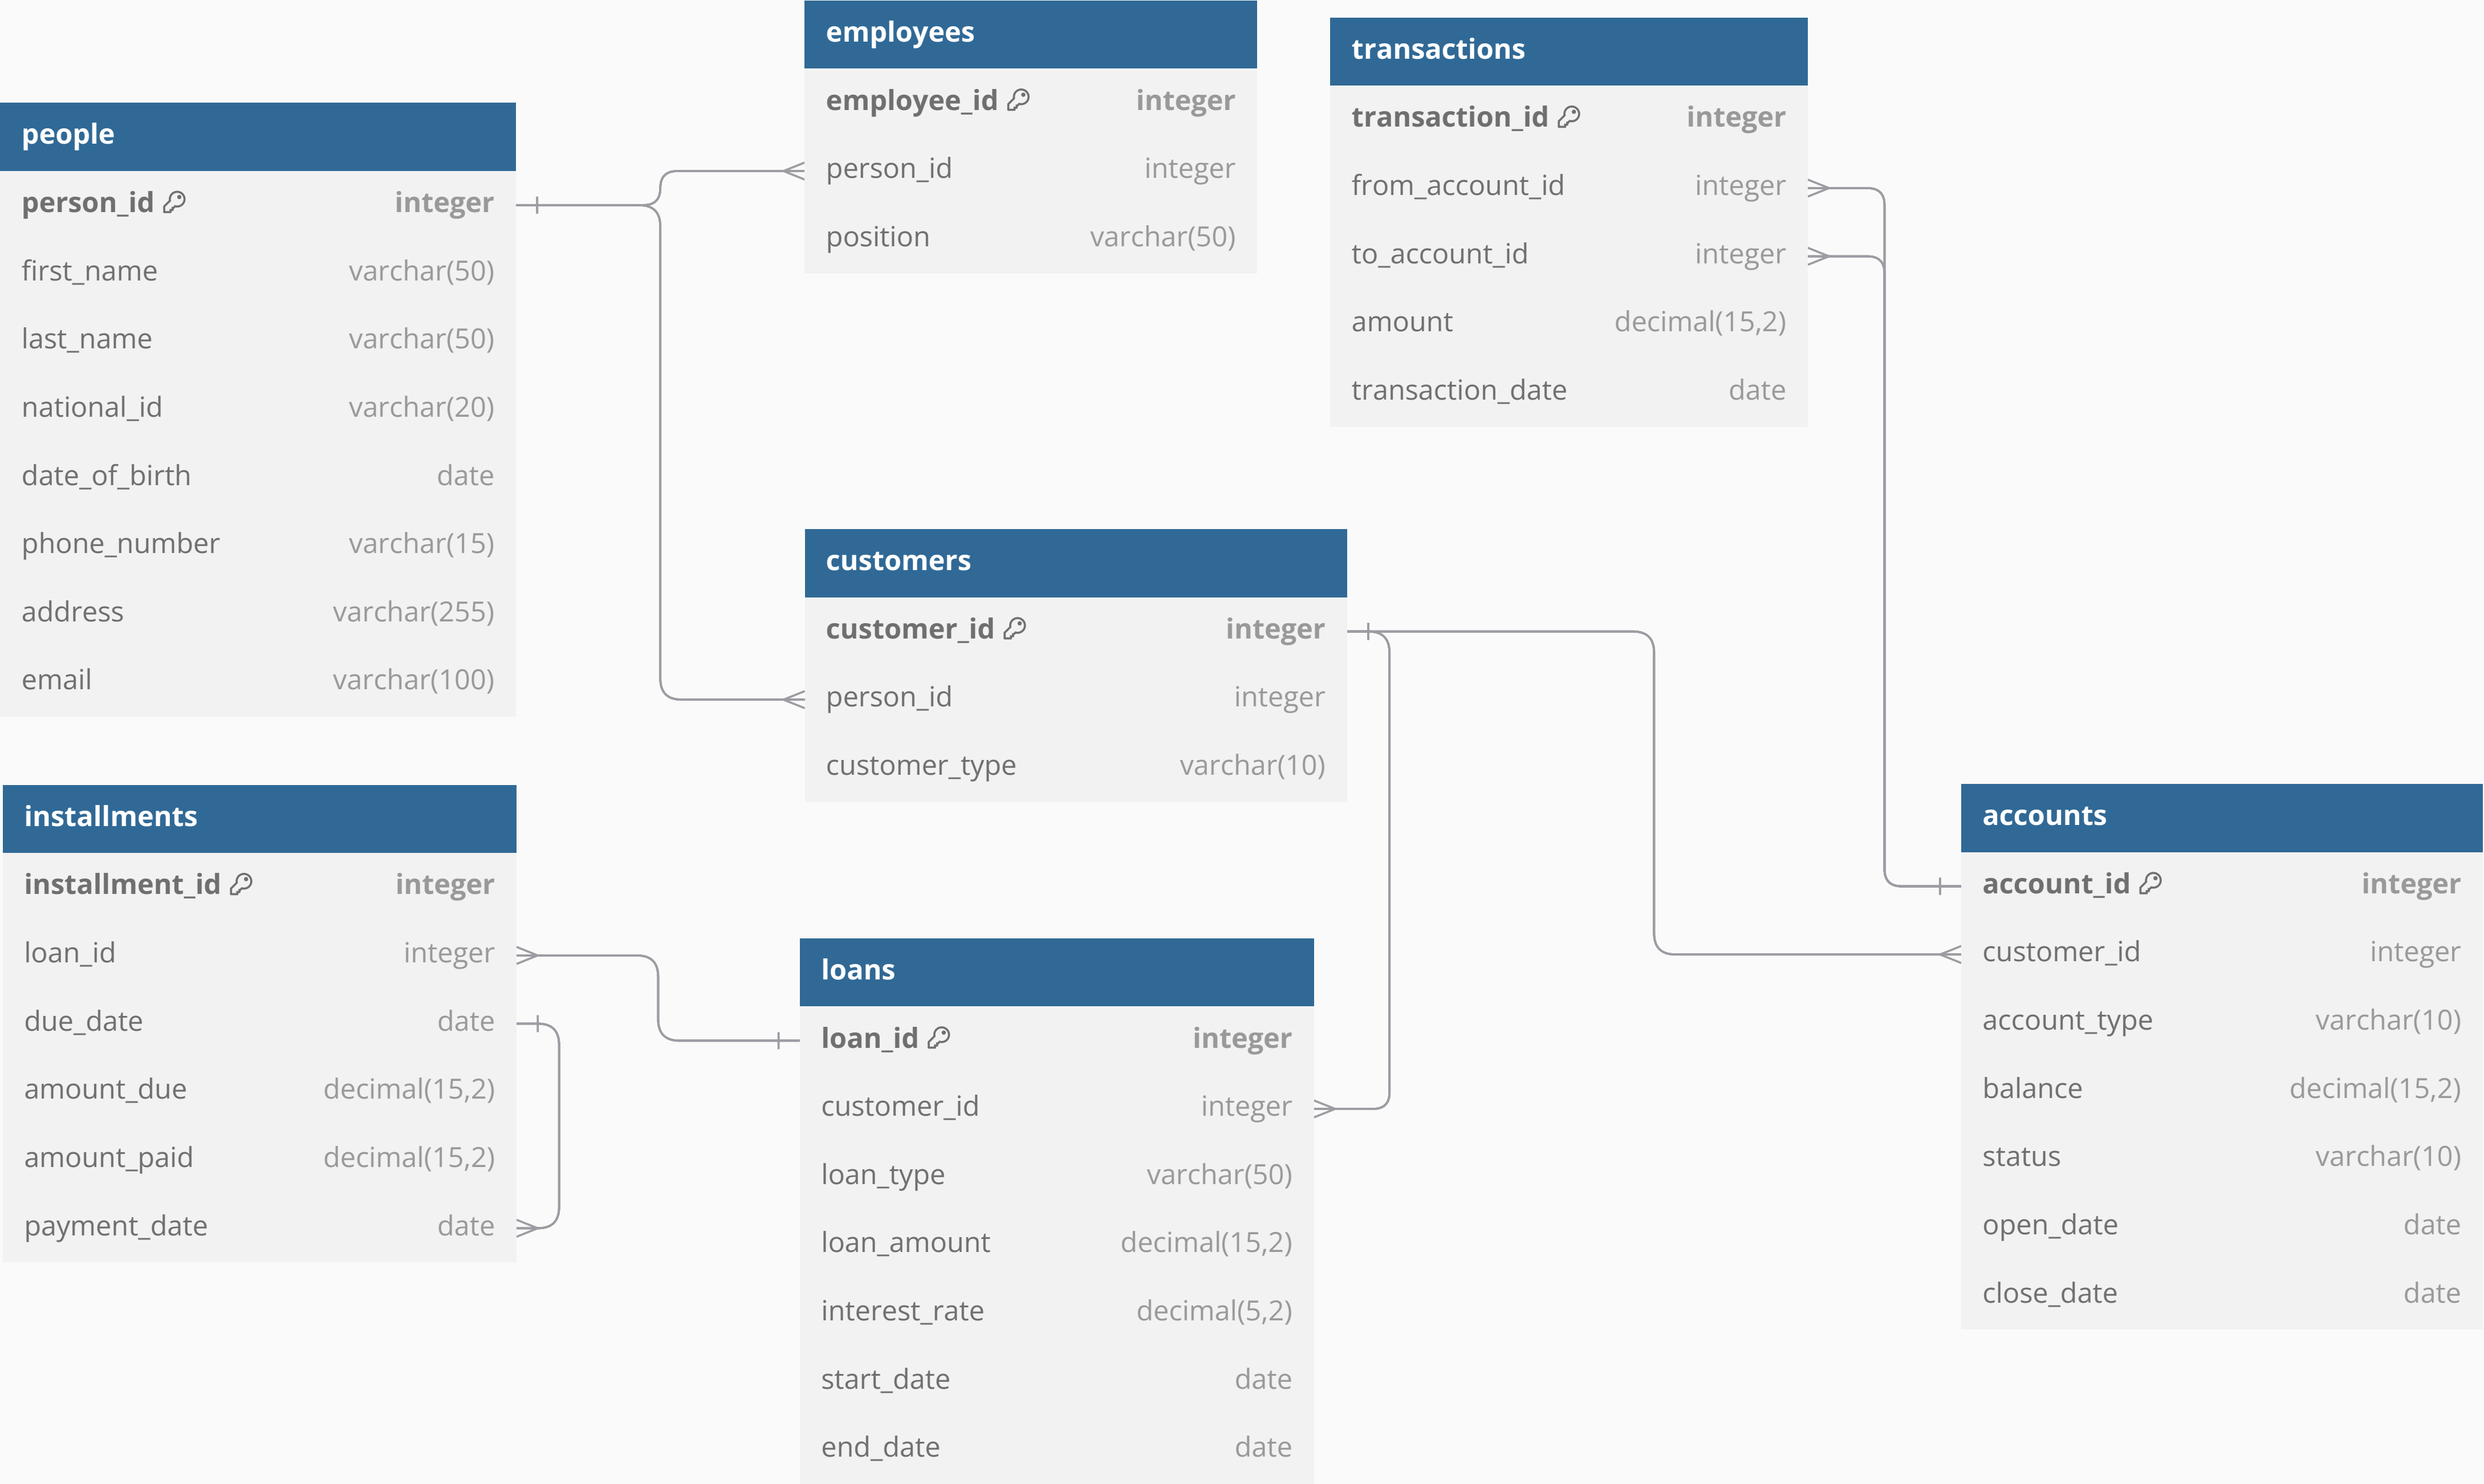 people
person_id integer
first_name varchar(50)
last_name varchar(50)
national_id varchar(20)
date_of_birth date
phone_number varchar(15)
address varchar(255)
email varchar(100)
employees
employee_id integer
person_id integer
position varchar(50)
transactions
transaction_id integer
from_account_id integer
to_account_id integer
amount decimal(15,2)
transaction_date date
customers
customer_id integer
person_id integer
customer_type varchar(10)
installments
installment_id integer
loan_id integer
due_date date
amount_due decimal(15,2)
amount_paid decimal(15,2)
payment_date date
loans
loan_id integer
customer_id integer
loan_type varchar(50)
loan_amount decimal(15,2)
interest_rate decimal(5,2)
start_date date
end_date date
accounts
account_id integer
customer_id integer
account_type varchar(10)
balance decimal(15,2)
status varchar(10)
open_date date
close_date date